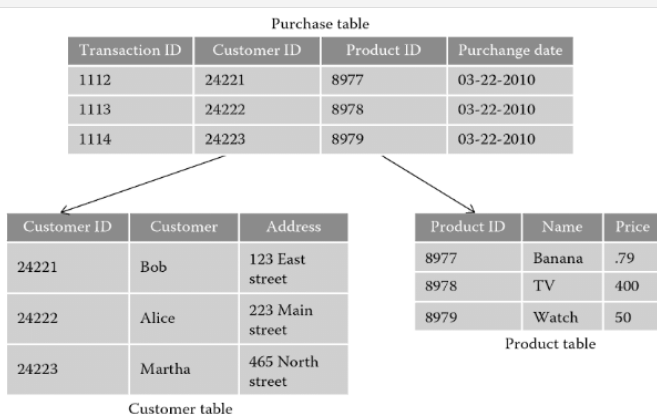 Purchase table
Transaction ID Customer ID Product ID Purchange date
1112 24221 8977 03-22-2010
1113 24222 8978 03-22-2010
1114 24223 8979 03-22-2010
Customer ID Customer Address
24221 Bob 123 East
street
24222 Alice 223 Main
street
24223 Martha 465 North
street
Customer table
Product ID Name Price
8977 Banana .79
8978 TV 400
8979 Watch 50
Product table